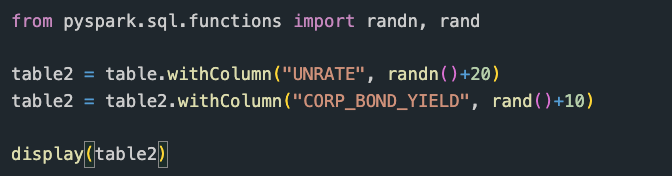 from pyspark.sql.functions import randn, rand
table2 = table.withColumn("UNRATE", randn()+20)
table2 = table2.withColumn("CORP_BOND_YIELD", rand()+10)
display(table2)